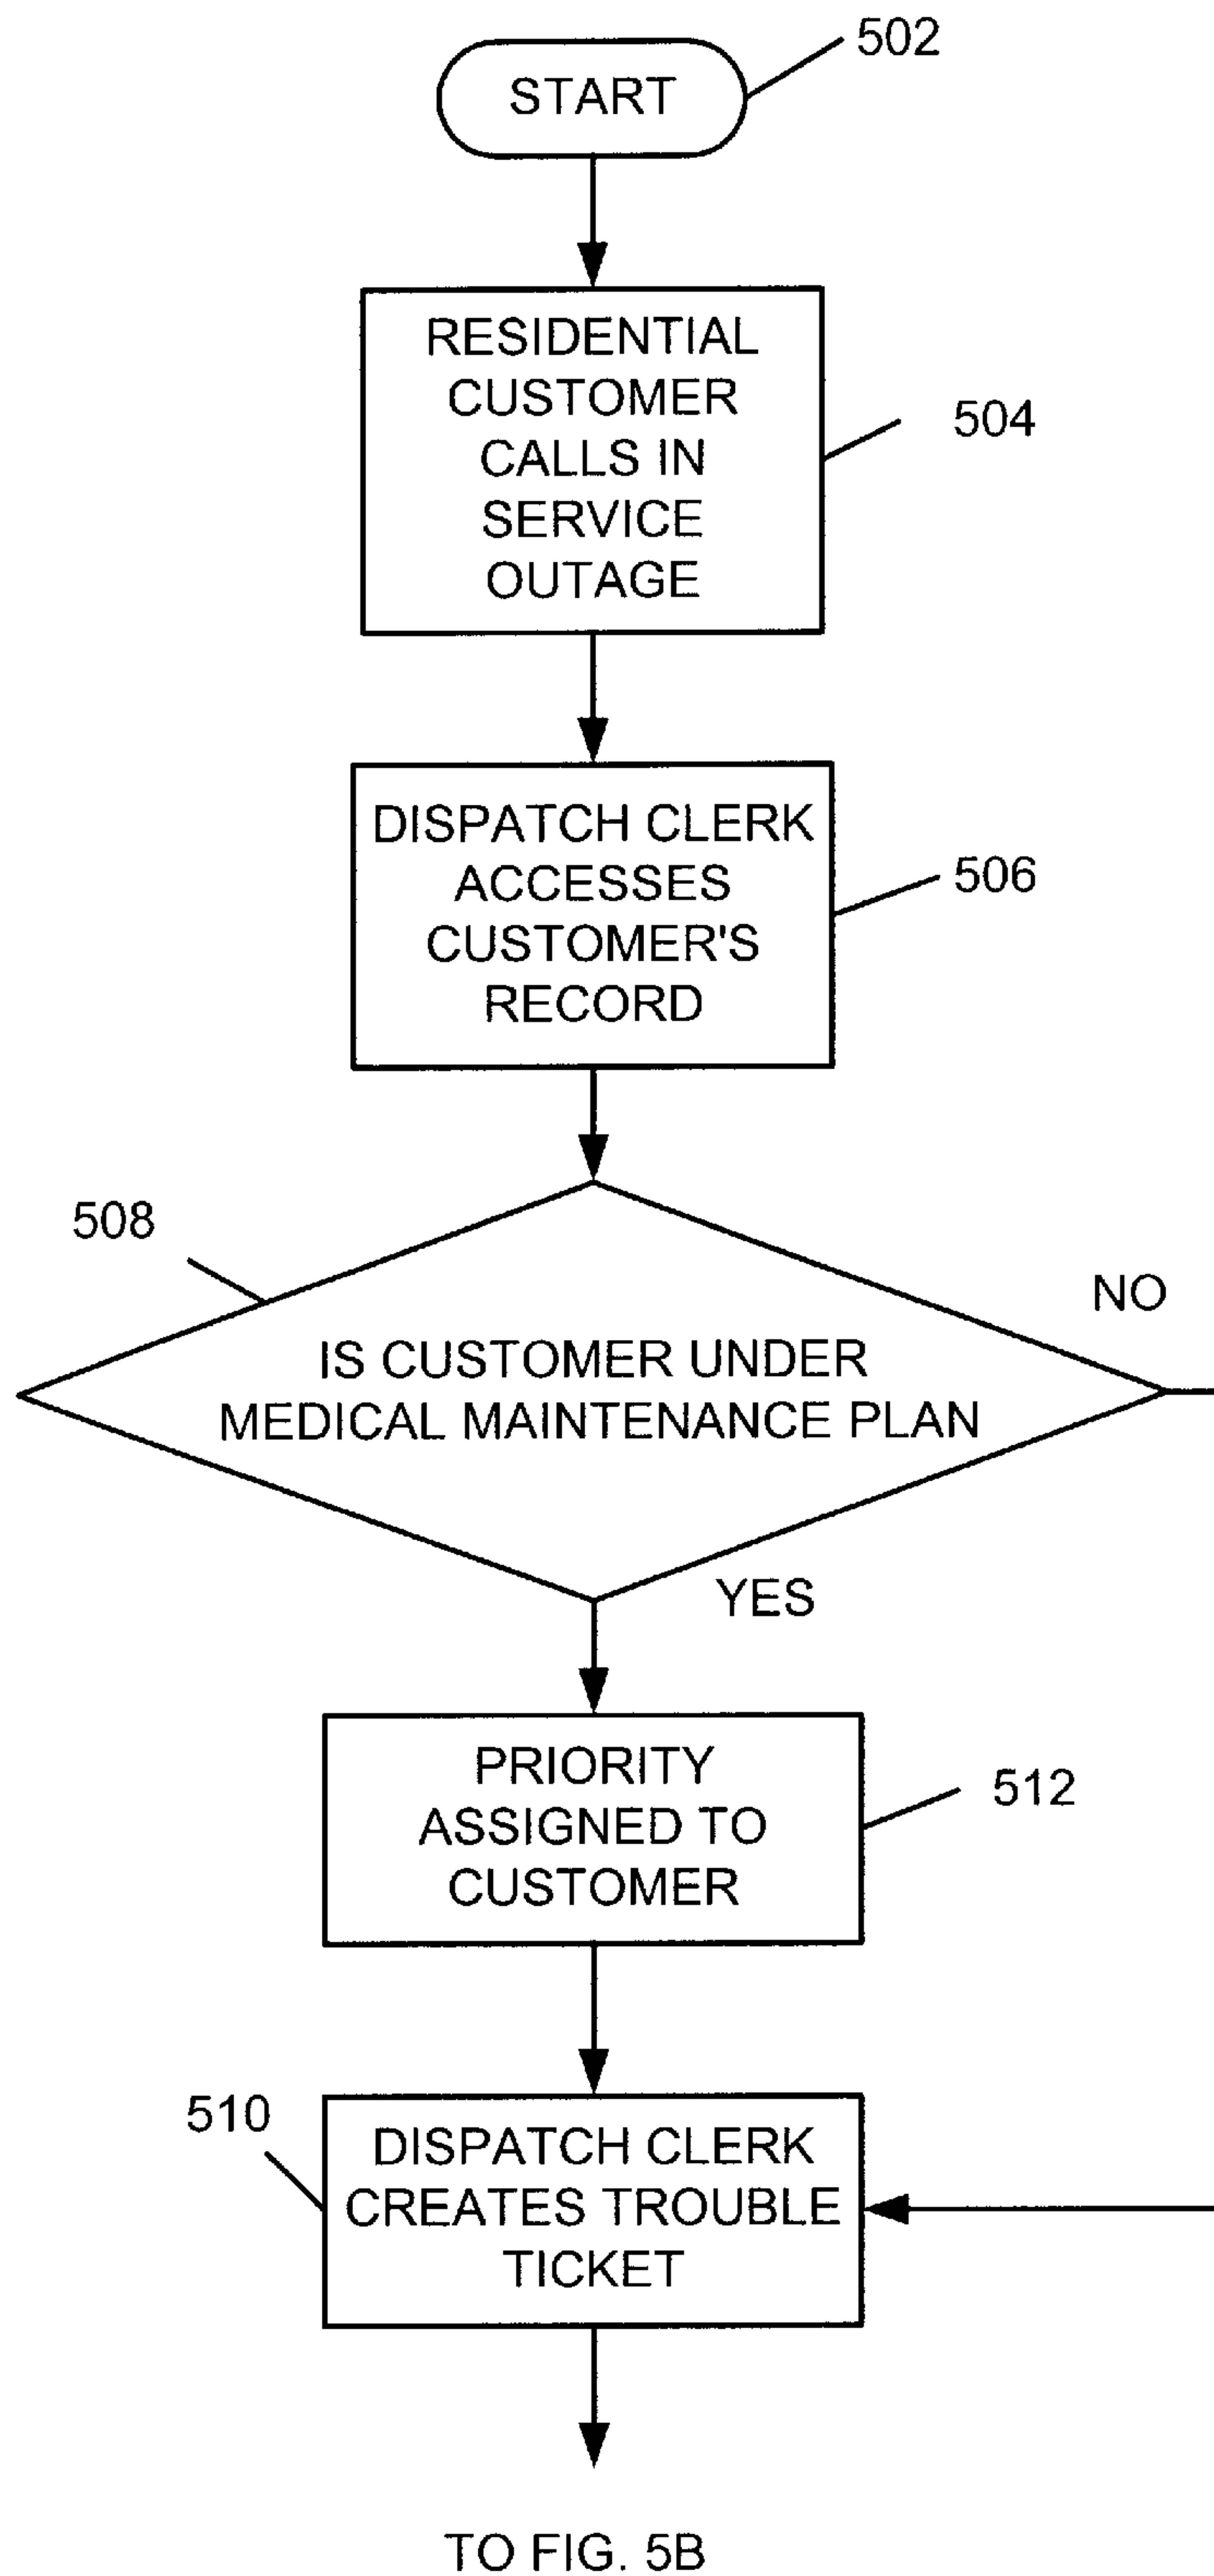 502
START
RESIDENTIAL
CUSTOMER
CALLS IN
SERVICE
OUTAGE
504
DISPATCH CLERK
ACCESSES
CUSTOMER'S
RECORD
506
508
NO
IS CUSTOMER UNDER
MEDICAL MAINTENANCE PLAN
YES
PRIORITY
ASSIGNED TO
CUSTOMER
512
510
DISPATCH CLERK
CREATES TROUBLE
TICKET
TO FIG. 5B